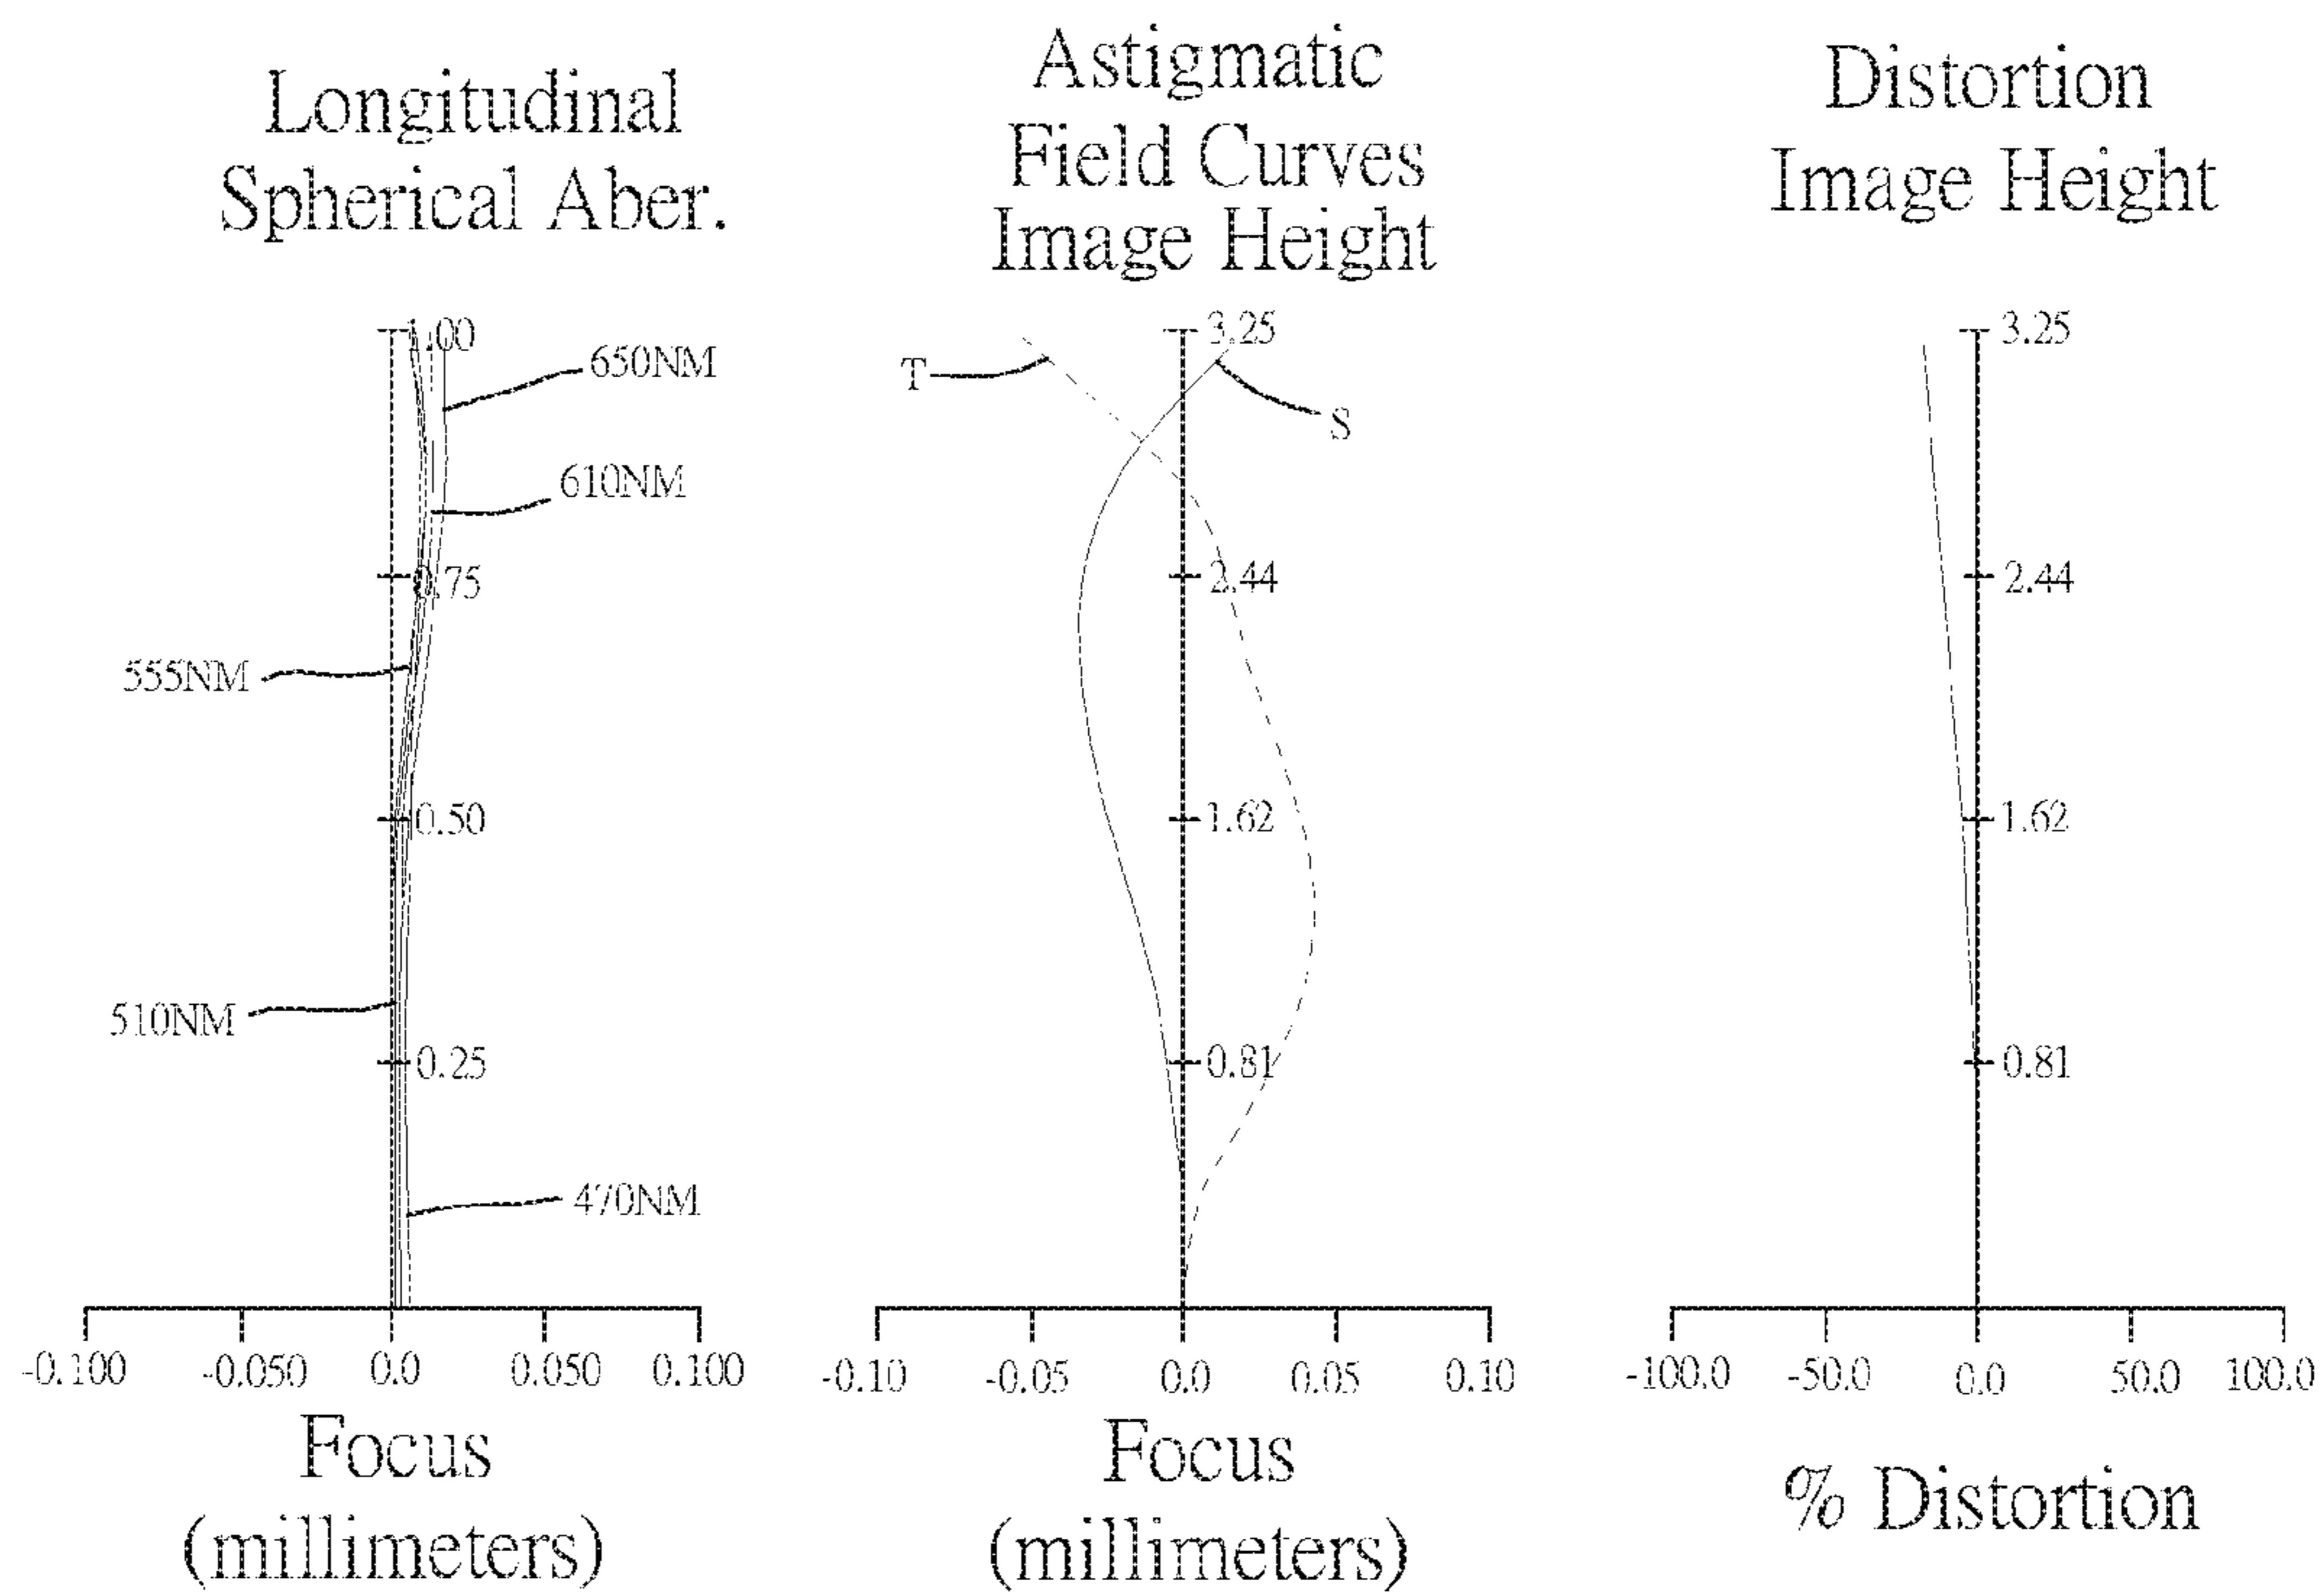 Longitudinal
Spherical Aber.
1.00
650NM
610NM
0.75
555NM
0.50
510NM
0.25
470NM
-0.100 -0.050 0.0 0.050 0.100
Focus
(millimeters)
Astigmatic
Field Curves
Image Height
3.25
T
S
2.44
1.62
0.81
-0.10 -0.05 0.0 0.05 0.10
Focus
(millimeters)
Distortion
Image Height
3.25
2.44
1.62
0.81
-100.0 -50.0 0.0 50.0 100.0
% Distortion